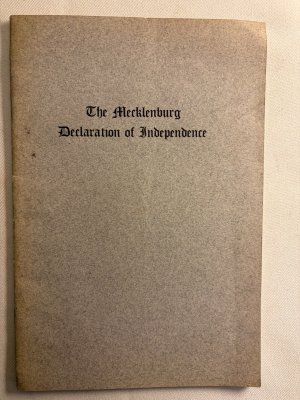 The Mecklenburg
Declaration of Independence